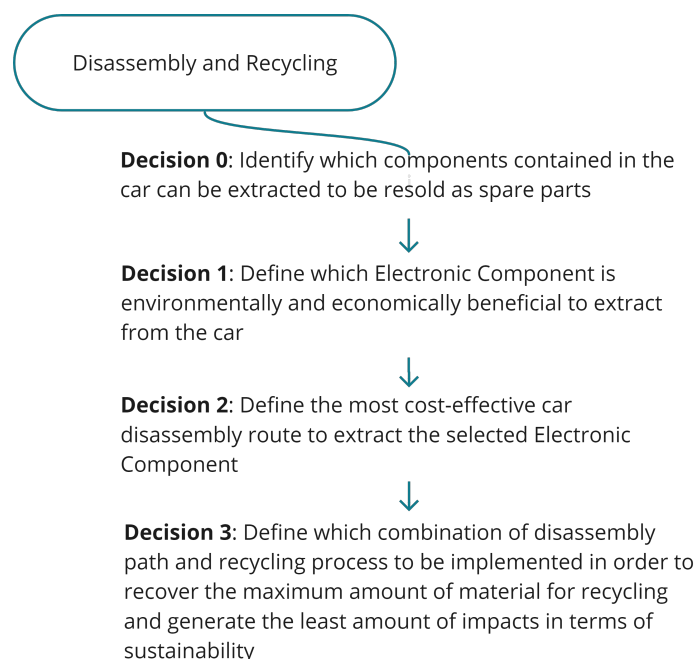 Disassembly and Recycling
Decision 0: Identify which components contained in the
car can be extracted to be resold as spare parts
Decision 1: Define which Electronic Component is
environmentally and economically beneficial to extract
from the car
Decision 2: Define the most cost-effective car
disassembly route to extract the selected Electronic
Component
Decision 3: Define which combination of disassembly
path and recycling process to be implemented in order to
recover the maximum amount of material for recycling
and generate the least amount of impacts in terms of
sustainability